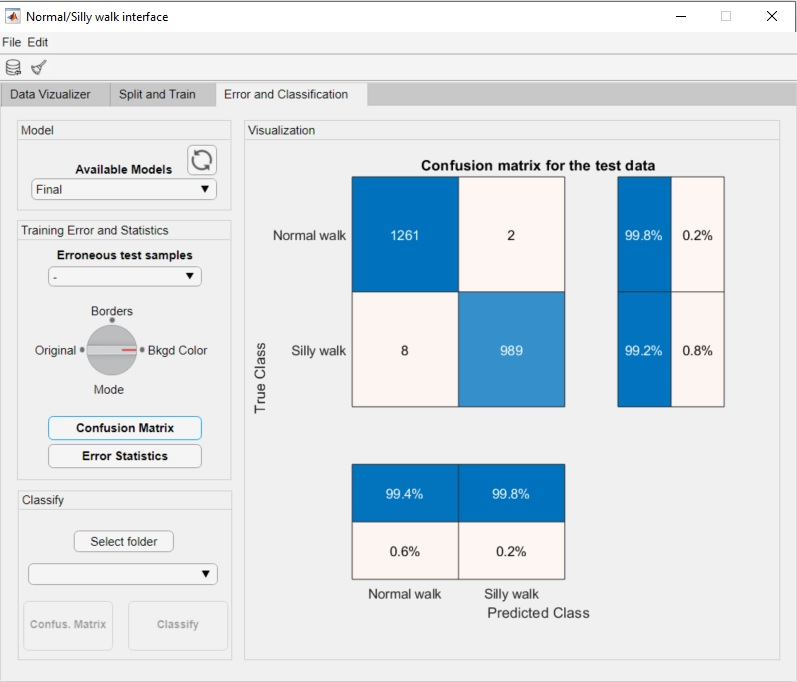 Normal/Silly walk interface
File Edit
Data Vizualizer Split and Train Error and Classification
Model
Available Models
Final
Training Error and Statistics
Erroneous test samples
-
Borders
Original Bkgd Color
Mode
Confusion Matrix
Error Statistics
Classify
Select folder
Confus. Matrix Classify
Visualization
Confusion matrix for the test data
True Class
Normal walk 1261 2 99.8% 0.2%
Silly walk 8 989 99.2% 0.8%
99.4% 99.8%
0.6% 0.2%
Normal walk Silly walk
Predicted Class